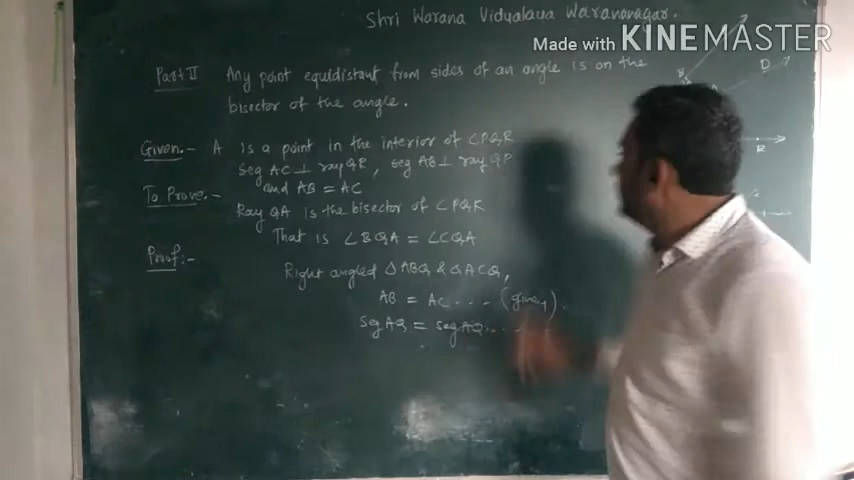 Shri Warana Vidyalaya Warananagar.
Made with KINEMASTER
Part II Any point equidistant from sides of an angle is on the
bisector of the angle.
Given.- A is a point in the interior of ∠PQR
Seg AC ⊥ ray QR, seg AB ⊥ ray QP
and AB = AC
To Prove.- Ray QA is the bisector of ∠PQR
That is ∠BQA = ∠CQA
Proof:-
Right angled △ABQ & △ACQ,
AB = AC .... (given).
Seg AQ = seg AQ....
D
R